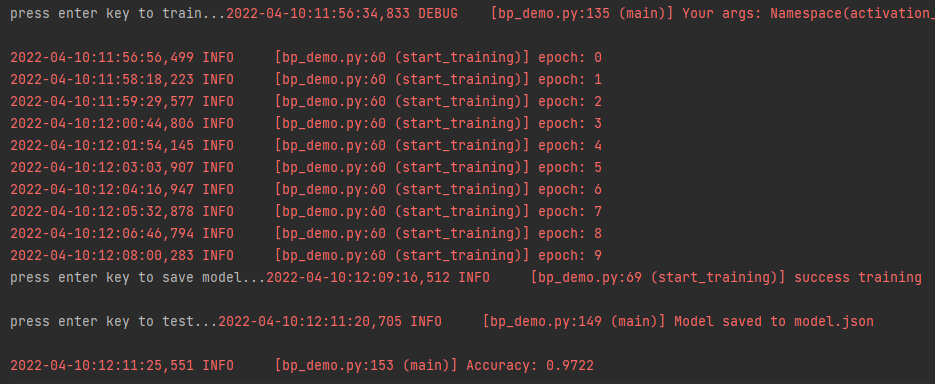 press enter key to train...2022-04-10:11:56:34,833 DEBUG    [bp_demo.py:135 (main)] Your args: Namespace(activation_
2022-04-10:11:56:56,499 INFO     [bp_demo.py:60 (start_training)] epoch: 0
2022-04-10:11:58:18,223 INFO     [bp_demo.py:60 (start_training)] epoch: 1
2022-04-10:11:59:29,577 INFO     [bp_demo.py:60 (start_training)] epoch: 2
2022-04-10:12:00:44,806 INFO     [bp_demo.py:60 (start_training)] epoch: 3
2022-04-10:12:01:54,145 INFO     [bp_demo.py:60 (start_training)] epoch: 4
2022-04-10:12:03:03,907 INFO     [bp_demo.py:60 (start_training)] epoch: 5
2022-04-10:12:04:16,947 INFO     [bp_demo.py:60 (start_training)] epoch: 6
2022-04-10:12:05:32,878 INFO     [bp_demo.py:60 (start_training)] epoch: 7
2022-04-10:12:06:46,794 INFO     [bp_demo.py:60 (start_training)] epoch: 8
2022-04-10:12:08:00,283 INFO     [bp_demo.py:60 (start_training)] epoch: 9
press enter key to save model...2022-04-10:12:09:16,512 INFO     [bp_demo.py:69 (start_training)] success training
press enter key to test...2022-04-10:12:11:20,705 INFO     [bp_demo.py:149 (main)] Model saved to model.json
2022-04-10:12:11:25,551 INFO     [bp_demo.py:153 (main)] Accuracy: 0.9722